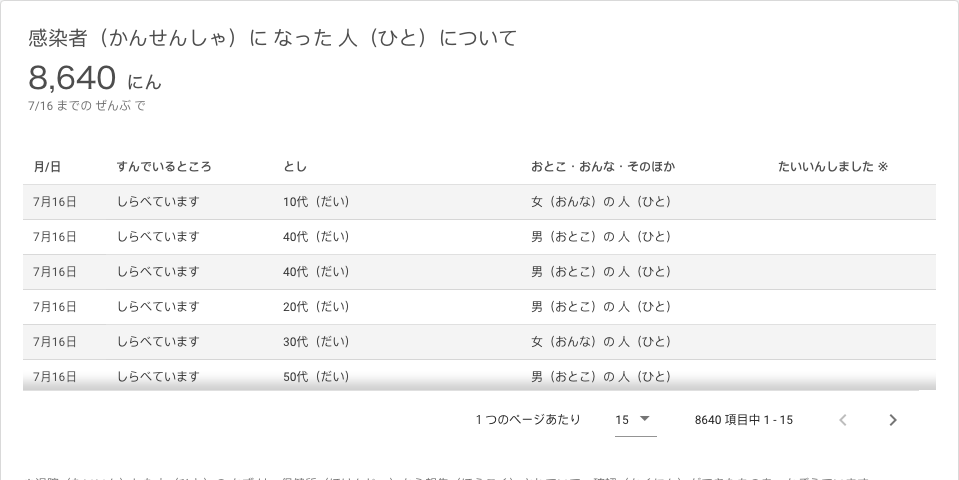 感染者（かんせんしゃ）に なった 人（ひと）について
8,640 にん
7/16 までの ぜんぶ で
月/日 すんでいるところ とし おとこ・おんな・そのほか たいいんしました ※
7月16日 しらべています 10代（だい） 女（おんな）の 人（ひと）
7月16日 しらべています 40代（だい） 男（おとこ）の 人（ひと）
7月16日 しらべています 40代（だい） 男（おとこ）の 人（ひと）
7月16日 しらべています 20代（だい） 男（おとこ）の 人（ひと）
7月16日 しらべています 30代（だい） 女（おんな）の 人（ひと）
7月16日 しらべています 50代（だい） 男（おとこ）の 人（ひと）
1 つのページあたり 15 8640 項目中 1 - 15